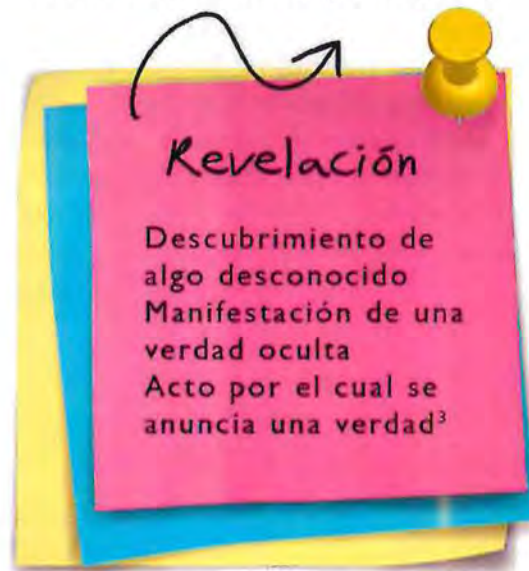 Revelación
Descubrimiento de
algo desconocido
Manifestación de una
verdad oculta
Acto por el cual se
anuncia una verdad³